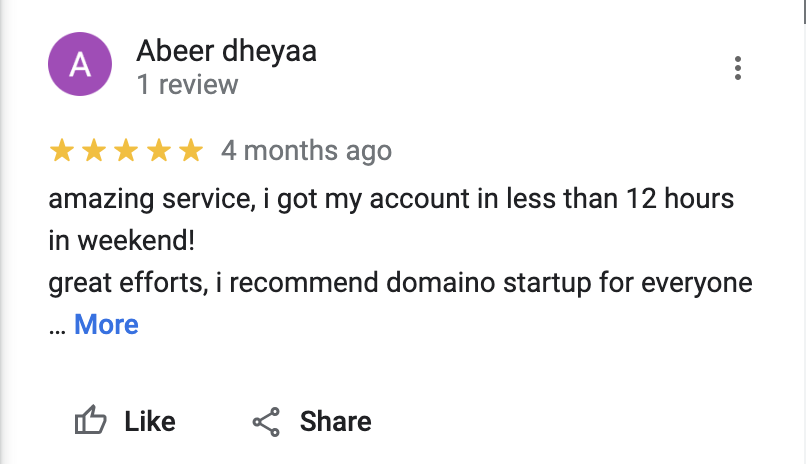 A
Abeer dheyaa
1 review
4 months ago
amazing service, i got my account in less than 12 hours
in weekend!
great efforts, i recommend domaino startup for everyone
... More
Like
Share